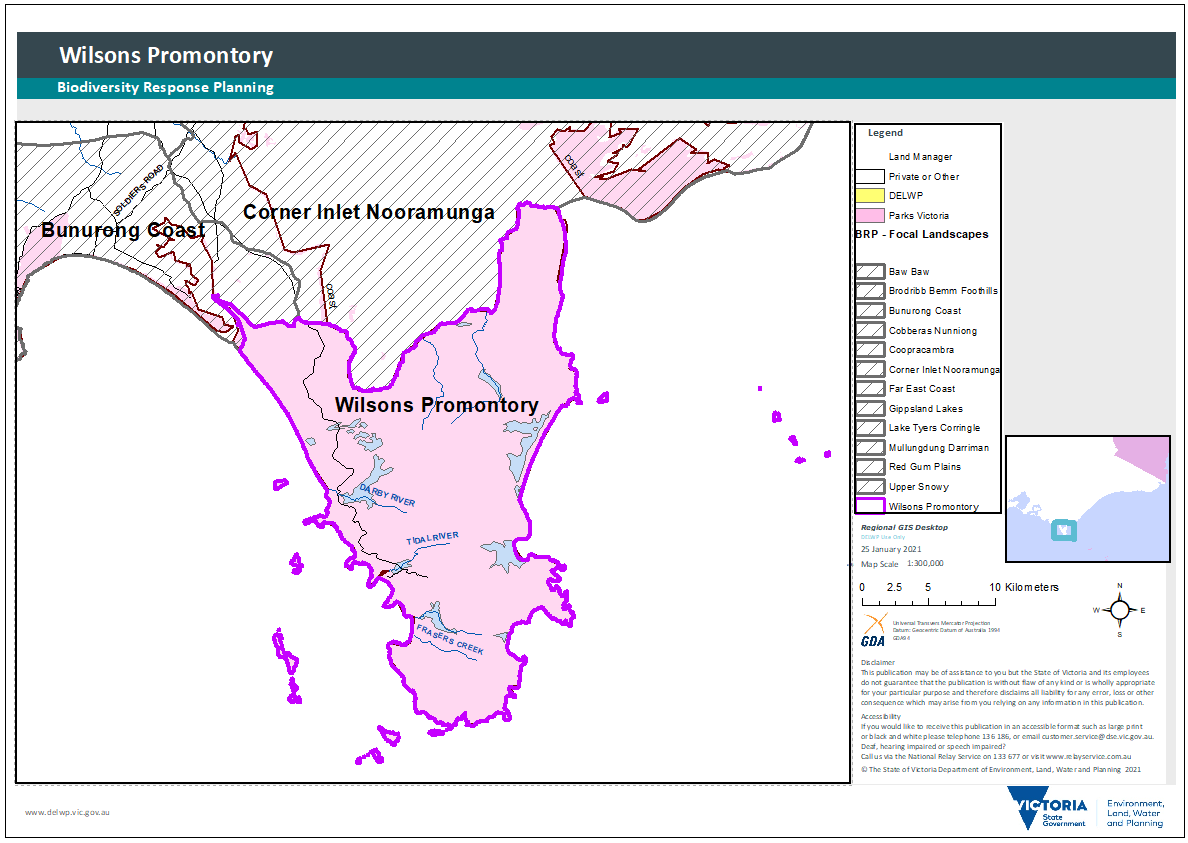 Wilsons Promontory
Biodiversity Response Planning
SOLDIERS ROAD
Corner Inlet Nooramunga
Bunurong Coast
coast
coast
Wilsons Promontory
DARBY RIVER
TIDAL RIVER
FRASERS CREEK
Legend
Land Manager
Private or Other
DELWP
Parks Victoria
BRP - Focal Landscapes
Baw Baw
Brodribb Bemm Foothills
Bunurong Coast
Cobberas Nunniong
Coopracambra
Corner Inlet Nooramunga
Far East Coast
Gippsland Lakes
Lake Tyers Corringle
Mullungdung Darriman
Red Gum Plains
Upper Snowy
Wilsons Promontory
Regional GIS Desktop
DELWP Use Only
25 January 2021
Map Scale 1:300,000
0 2.5 5 10 Kilometers
N
W E
S
GDA
Universal Transvers Mercator Projection
Datum: Geocentric Datum of Australia 1994
GDA94
Disclaimer
This publication may be of assistance to you but the State of Victoria and its employees
do not guarantee that the publication is without flaw of any kind or is wholly appropriate
for your particular purpose and therefore disclaims all liability for any error, loss or other
consequence which may arise from you relying on any information in this publication.
Accessibility
If you would like to receive this publication in an accessible format such as large print
or black and white please telephone 136 186, or email customer.service@dse.vic.gov.au.
Deaf, hearing impaired or speech impaired?
Call us via the National Relay Service on 133 677 or visit www.relayservice.com.au
© The State of Victoria Department of Environment, Land, Water and Planning 2021
www.delwp.vic.gov.au
VICTORIA
State
Government
Environment,
Land, Water
and Planning